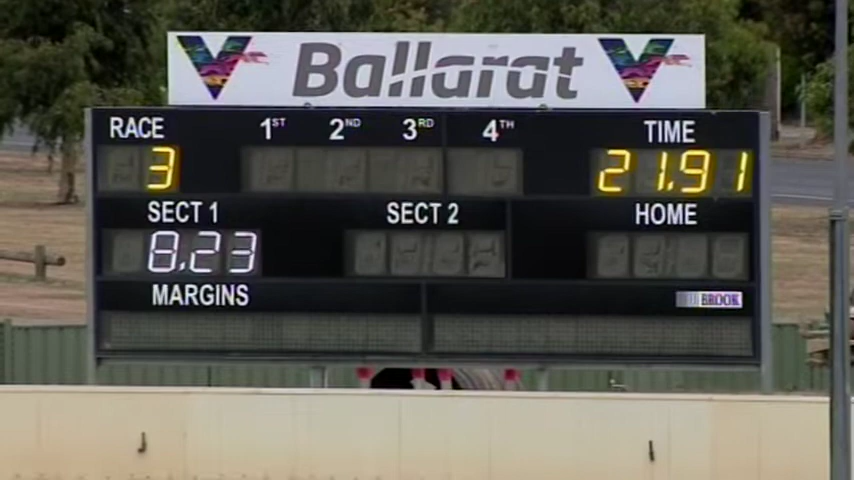 Ballarat
RACE 1ST 2ND 3RD 4TH TIME
3 21.91
SECT 1 SECT 2 HOME
8.23
MARGINS BROOK